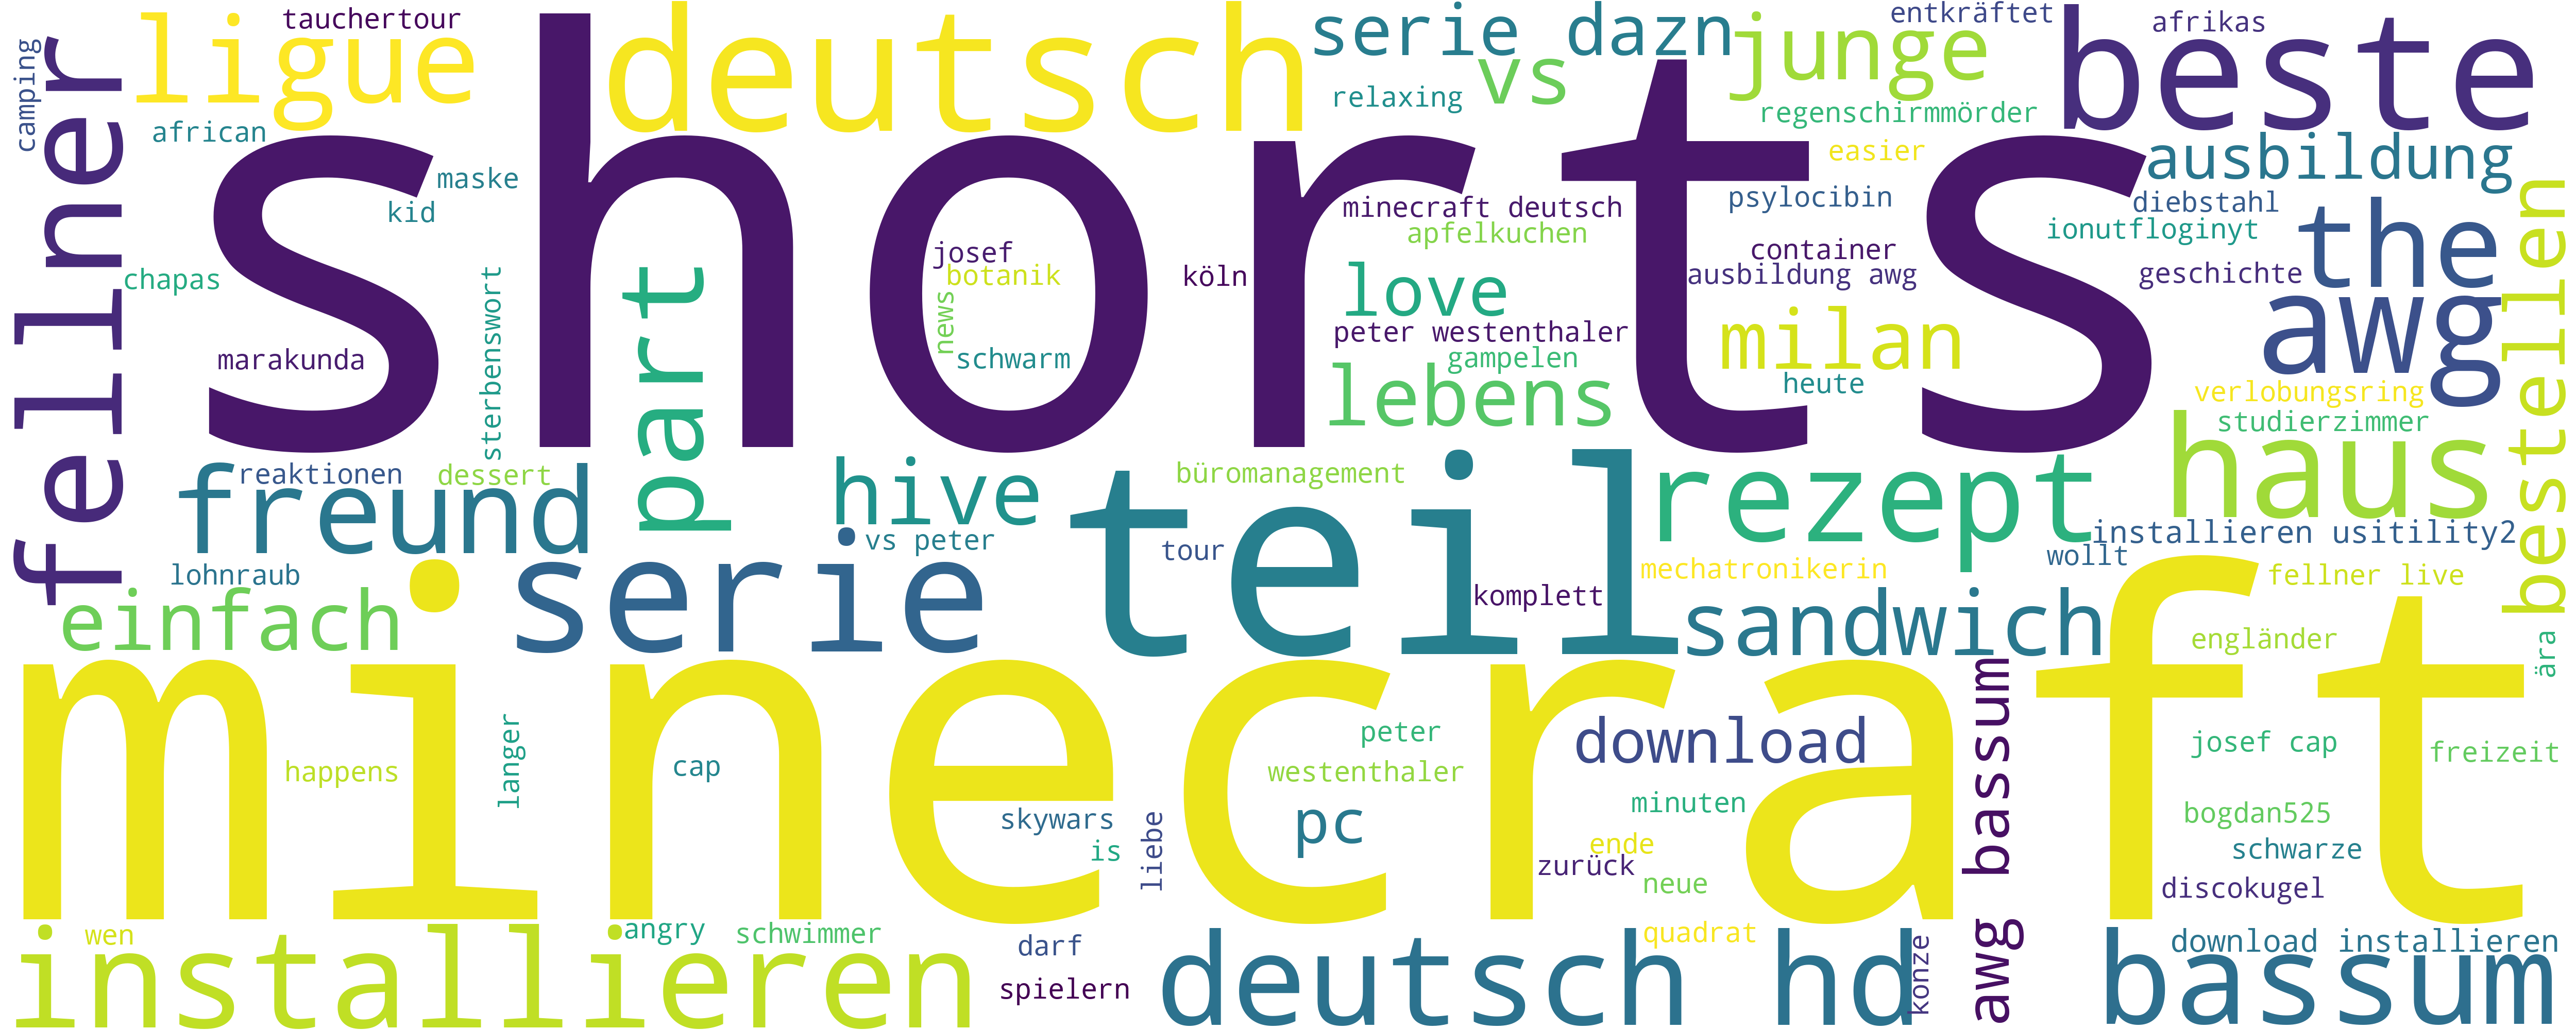 tauchertour
camping
ligue
deutsch
serie dazn
vs
junge
entkräftet
afrikas
beste
fellner
african
maske
kid
relaxing
regenschirmmörder
easier
ausbildung
shorts
minecraft deutsch
apfelkuchen
psylocibin
diebstahl
ionutfloginyt
the
bestellen
chapas
sterbenswort
part
josef
botanik
news
schwarm
köln
love
container
ausbildung awg
geschichte
awg
marakunda
peter westenthaler
gampelen
lebens
milan
heute
verlobungsring
studierzimmer
haus
reaktionen
dessert
freund
hive
vs peter
büromanagement
teil
tour
rezept
installieren usitility2
wollt
lohnraub
einfach
serie
komplett
mechatronikerin
sandwich
fellner live
engländer
ära
minecraft
happens
langer
cap
skywars
is
liebe
peter
westenthaler
pc
download
minuten
ende
zurück
neue
awg bassum
josef cap
freizeit
bogdan525
schwarze
discokugel
wen
installieren
angry
schwimmer
darf
spielern
deutsch hd
quadrat
konze
download installieren
bassum